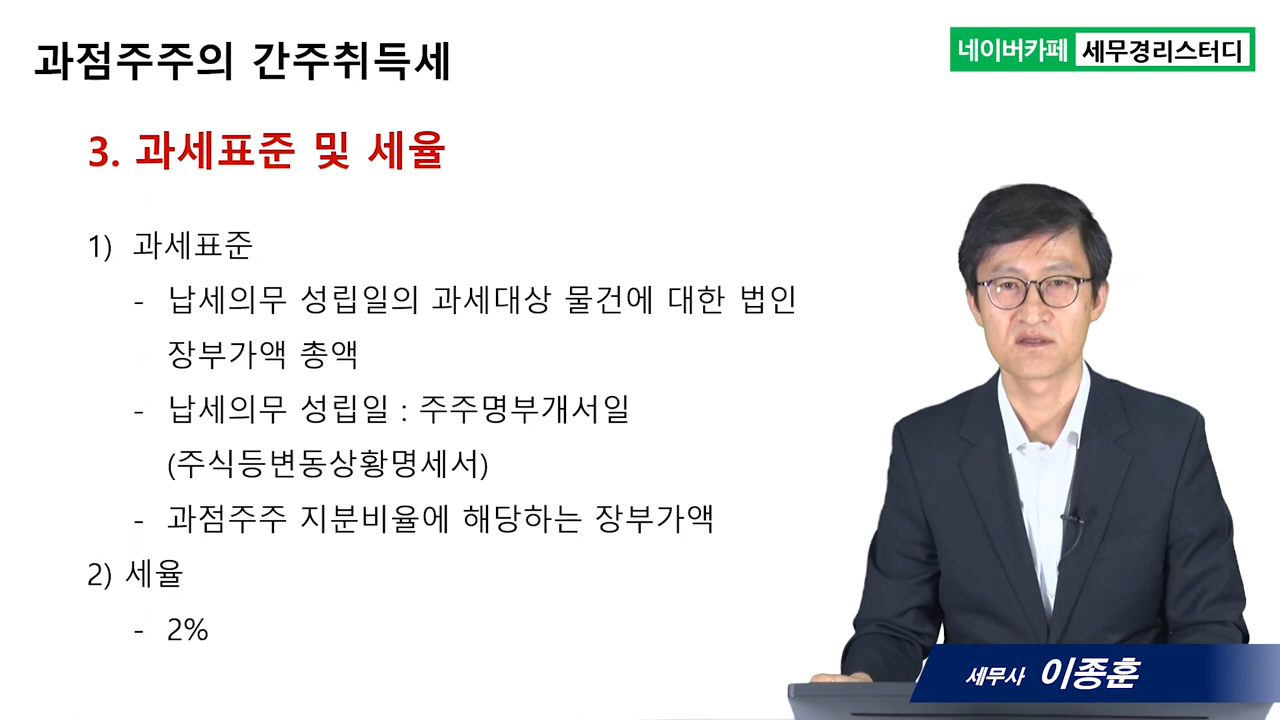 과점주주의 간주취득세
네이버카페 세무경리스터디
3. 과세표준 및 세율
1) 과세표준
- 납세의무 성립일의 과세대상 물건에 대한 법인
장부가액 총액
- 납세의무 성립일 : 주주명부개서일
(주식등변동상황명세서)
- 과점주주 지분비율에 해당하는 장부가액
2) 세율
- 2%
세무사 이종훈